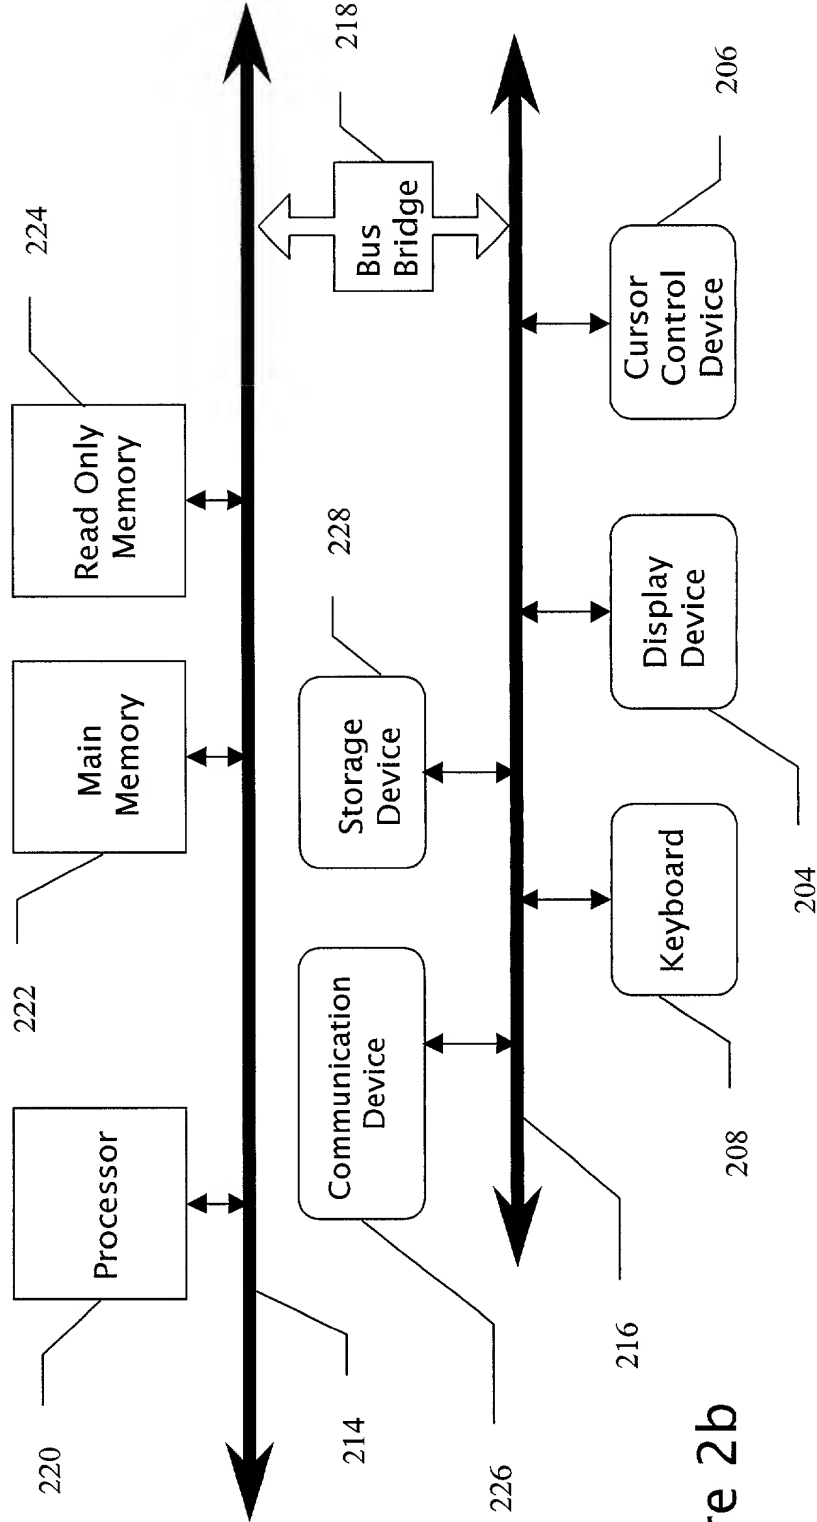 220
Processor
222
Main
Memory
224
Read Only
Memory
214
226
Communication
Device
Storage
Device
228
Bus
Bridge
218
216
208
Keyboard
204
Display
Device
Cursor
Control
Device
206
re 2b